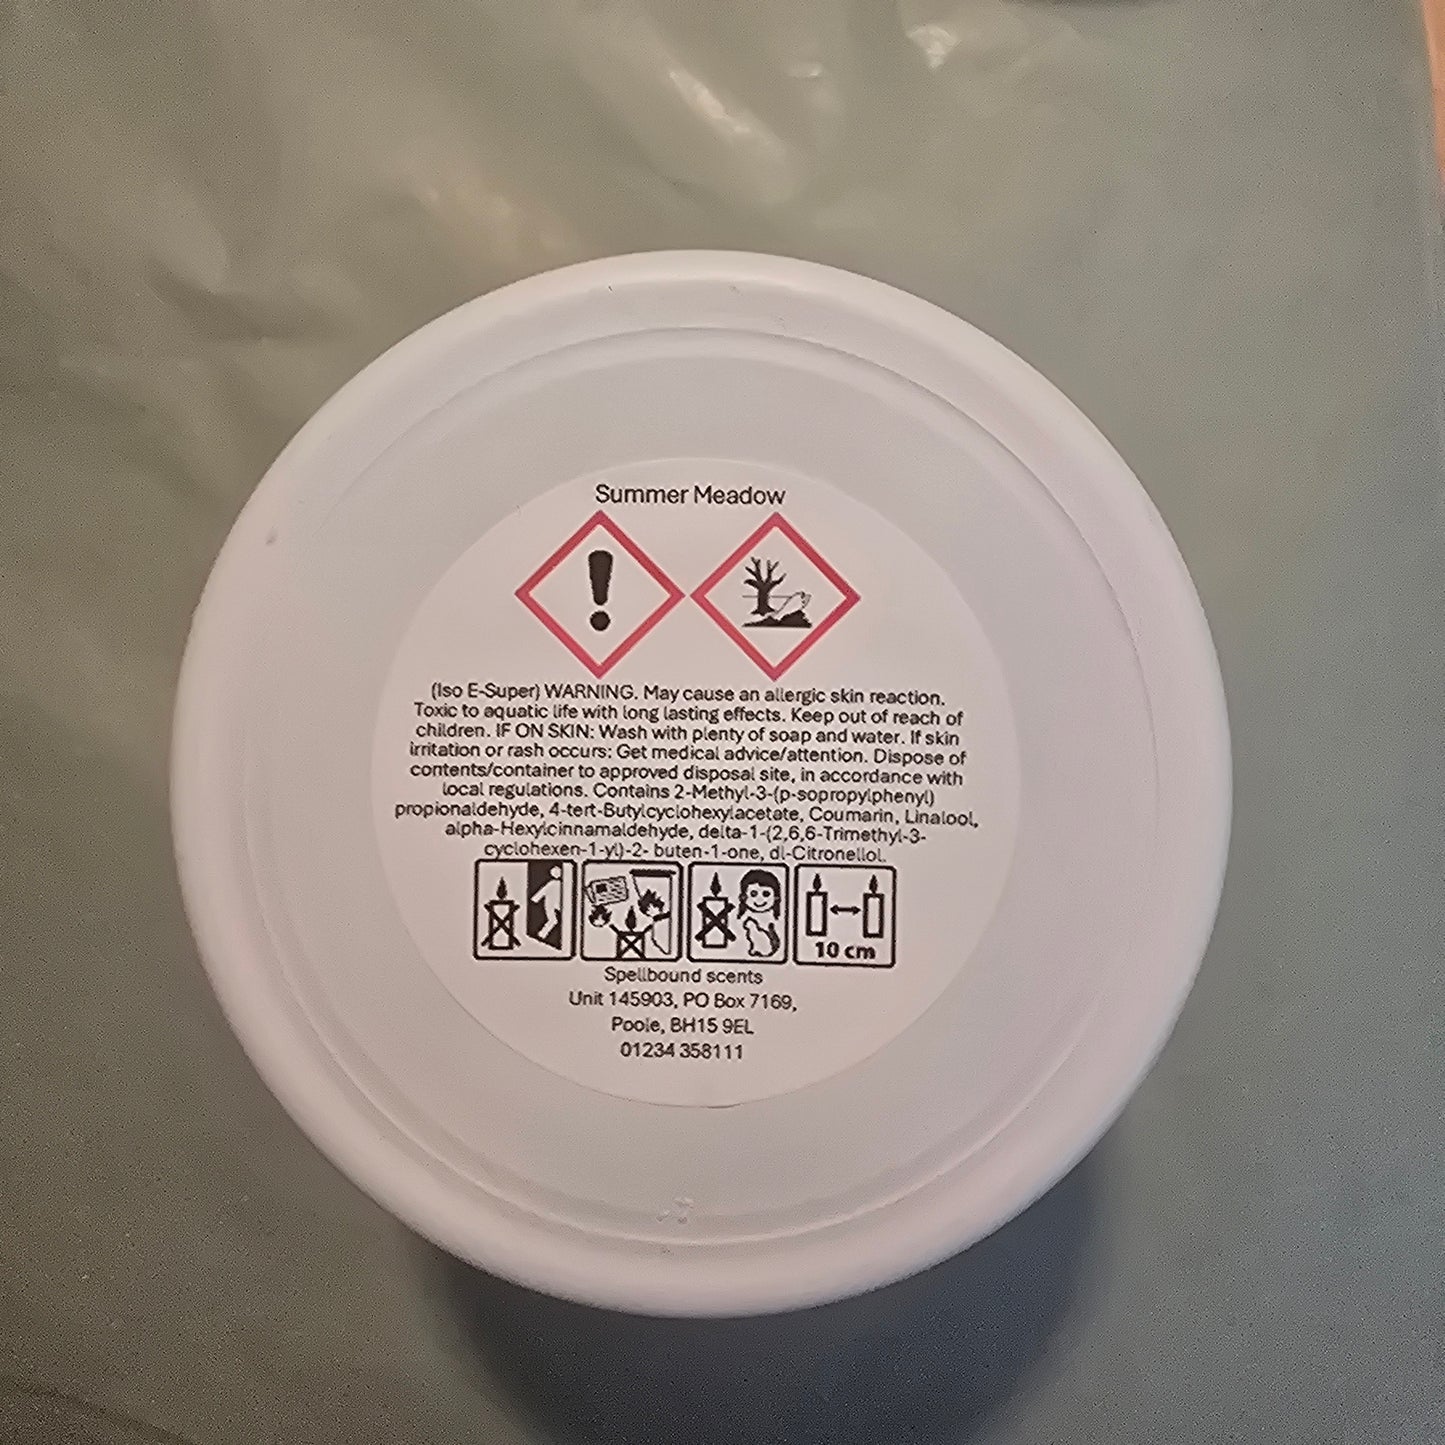 Summer Meadow
(Iso E-Super) WARNING. May cause an allergic skin reaction.
Toxic to aquatic life with long lasting effects. Keep out of reach of
children. IF ON SKIN: Wash with plenty of soap and water. If skin
irritation or rash occurs: Get medical advice/attention. Dispose of
contents/container to approved disposal site, in accordance with
local regulations. Contains 2-Methyl-3-(p-sopropylphenyl)
propionaldehyde, 4-tert-Butylcyclohexylacetate, Coumarin, Linalool,
alpha-Hexylcinnamaldehyde, delta-1-(2,6,6-Trimethyl-3-
cyclohexen-1-yl)-2- buten-1-one, dl-Citronellol.
10 cm
Spellbound scents
Unit 145903, PO Box 7169,
Poole, BH15 9EL
01234 358111